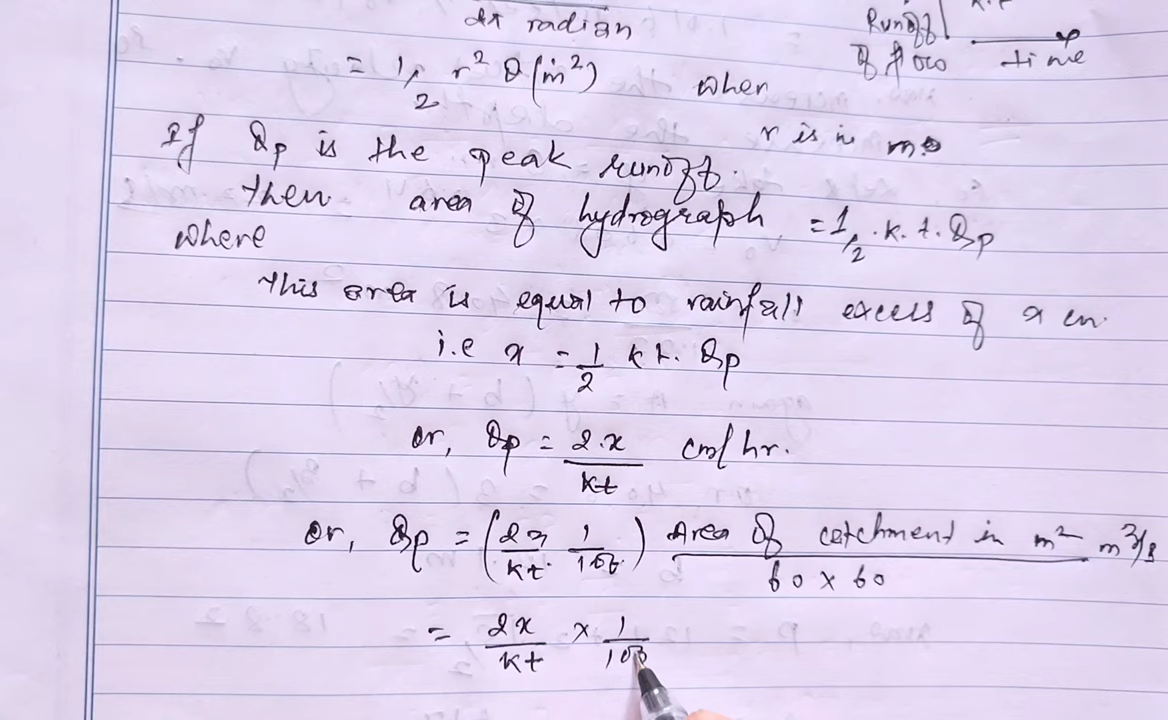 radian
Runoff
of time
= 1/2 r² θ (m²) when
r is in m.
If Qp is the peak runoff.
then area of hydrograph = 1/2 . k. t. Qp
where
this area is equal to rainfall excess of x cm.
i.e x = 1/2 k t. Qp
or, Qp = 2.x/kt cm/hr.
or, Qp = (2x/kt. 1/100) Area of catchment in m²/60 x 60 m³/s
= 2x/kt x 1/100